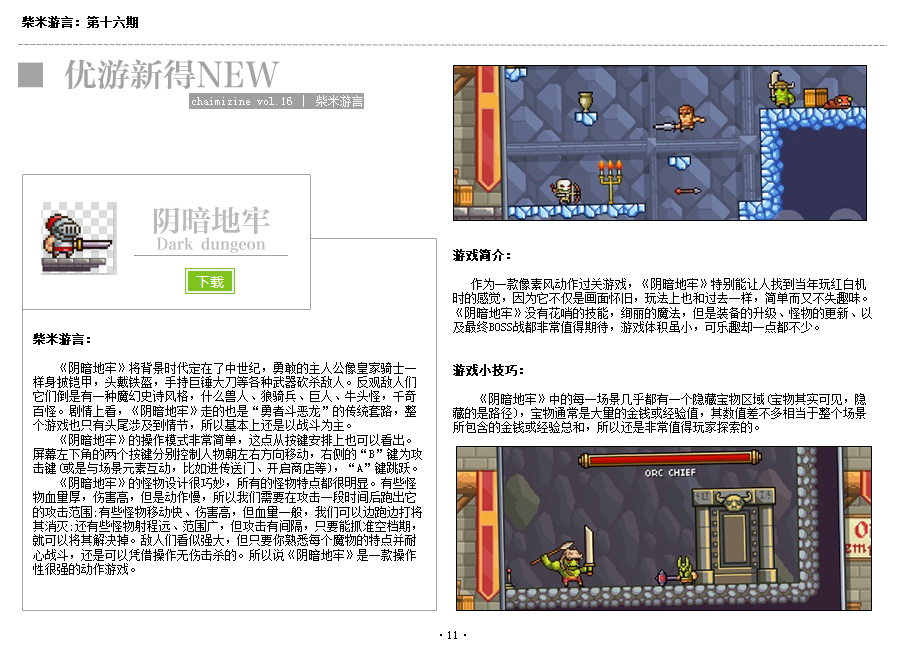 柴米游言：第十六期
优游新得NEW
chaimizine vol.16 | 柴米游言
阴暗地牢
Dark dungeon
下载
柴米游言：
《阴暗地牢》将背景时代定在了中世纪，勇敢的主人公像皇家骑士一
样身披铠甲，头戴铁盔，手持巨锤大刀等各种武器砍杀敌人。反观敌人们
它们倒是有一种魔幻史诗风格，什么兽人、狼骑兵、巨人、牛头怪，千奇
百怪。剧情上看，《阴暗地牢》走的也是“勇者斗恶龙”的传统套路，整
个游戏也只有头尾涉及到情节，所以基本上还是以战斗为主。
《阴暗地牢》的操作模式非常简单，这点从按键安排上也可以看出。
屏幕左下角的两个按键分别控制人物朝左右方向移动，右侧的“B”键为攻
击键(或是与场景元素互动，比如进传送门、开启商店等)，“A”键跳跃。
《阴暗地牢》的怪物设计很巧妙，所有的怪物特点都很明显。有些怪
物血量厚，伤害高，但是动作慢，所以我们需要在攻击一段时间后跑出它
的攻击范围;有些怪物移动快、伤害高，但血量一般，我们可以边跑边打将
其消灭;还有些怪物射程远、范围广，但攻击有间隔，只要能抓准空档期，
就可以将其解决掉。敌人们看似强大，但只要你熟悉每个魔物的特点并耐
心战斗，还是可以凭借操作无伤击杀的。所以说《阴暗地牢》是一款操作
性很强的动作游戏。
游戏简介：
作为一款像素风动作过关游戏，《阴暗地牢》特别能让人找到当年玩红白机
时的感觉，因为它不仅是画面怀旧，玩法上也和过去一样，简单而又不失趣味。
《阴暗地牢》没有花哨的技能，绚丽的魔法，但是装备的升级、怪物的更新、以
及最终BOSS战都非常值得期待，游戏体积虽小，可乐趣却一点都不少。
游戏小技巧：
《阴暗地牢》中的每一场景几乎都有一个隐藏宝物区域(宝物其实可见，隐
藏的是路径)，宝物通常是大量的金钱或经验值，其数值差不多相当于整个场景
所包含的金钱或经验总和，所以还是非常值得玩家探索的。
ORC CHIEF
·11·